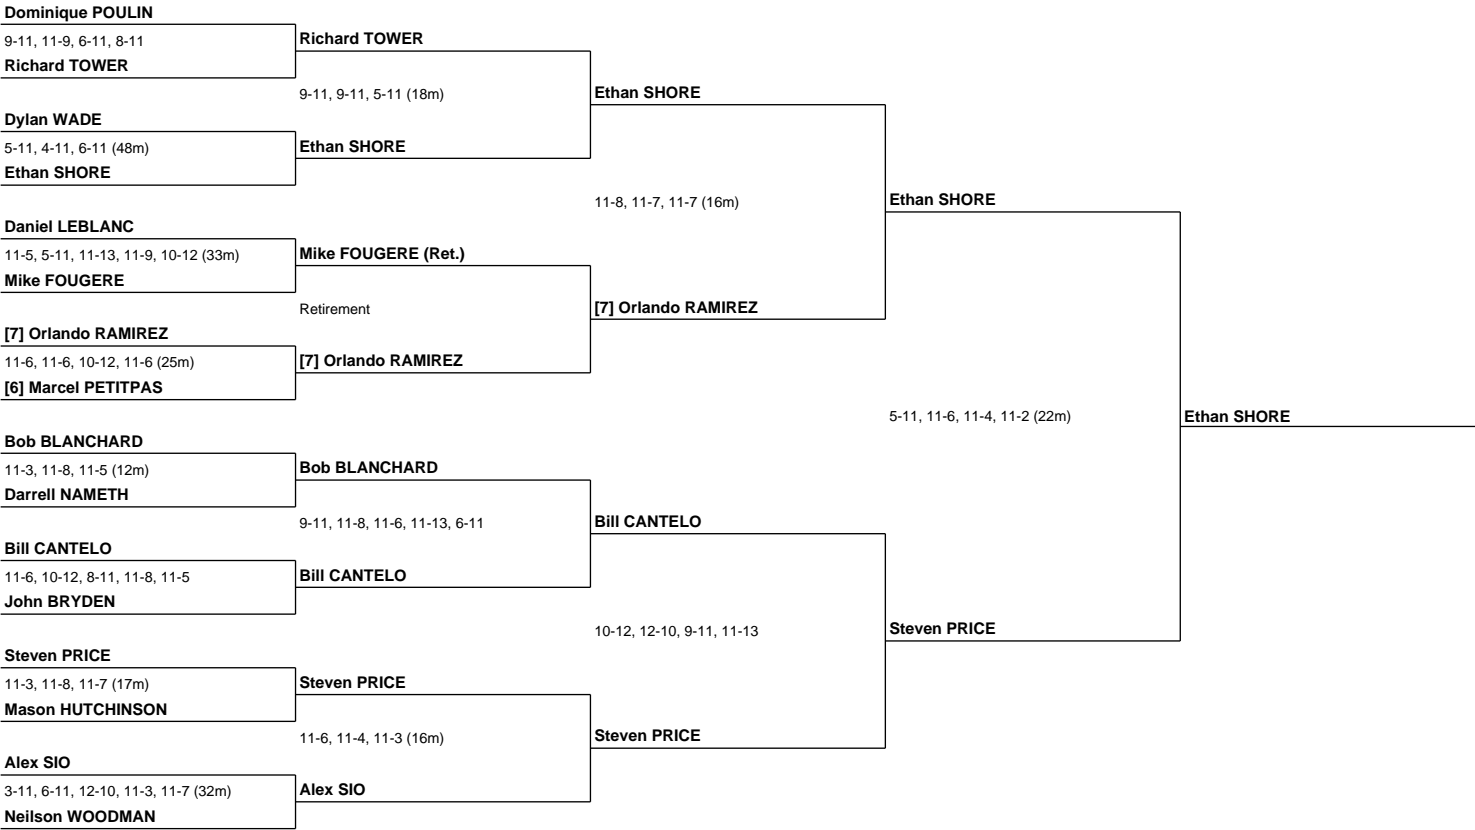 Dominique POULIN
9-11, 11-9, 6-11, 8-11
Richard TOWER
Dylan WADE
5-11, 4-11, 6-11 (48m)
Ethan SHORE
Daniel LEBLANC
11-5, 5-11, 11-13, 11-9, 10-12 (33m)
Mike FOUGERE
[7] Orlando RAMIREZ
11-6, 11-6, 10-12, 11-6 (25m)
[6] Marcel PETITPAS
Bob BLANCHARD
11-3, 11-8, 11-5 (12m)
Darrell NAMETH
Bill CANTELO
11-6, 10-12, 8-11, 11-8, 11-5
John BRYDEN
Steven PRICE
11-3, 11-8, 11-7 (17m)
Mason HUTCHINSON
Alex SIO
3-11, 6-11, 12-10, 11-3, 11-7 (32m)
Neilson WOODMAN
Richard TOWER
9-11, 9-11, 5-11 (18m)
Ethan SHORE
Mike FOUGERE (Ret.)
Retirement
[7] Orlando RAMIREZ
Bob BLANCHARD
9-11, 11-8, 11-6, 11-13, 6-11
Bill CANTELO
Steven PRICE
11-6, 11-4, 11-3 (16m)
Alex SIO
Ethan SHORE
11-8, 11-7, 11-7 (16m)
[7] Orlando RAMIREZ
Bill CANTELO
10-12, 12-10, 9-11, 11-13
Steven PRICE
Ethan SHORE
5-11, 11-6, 11-4, 11-2 (22m)
Steven PRICE
Ethan SHORE